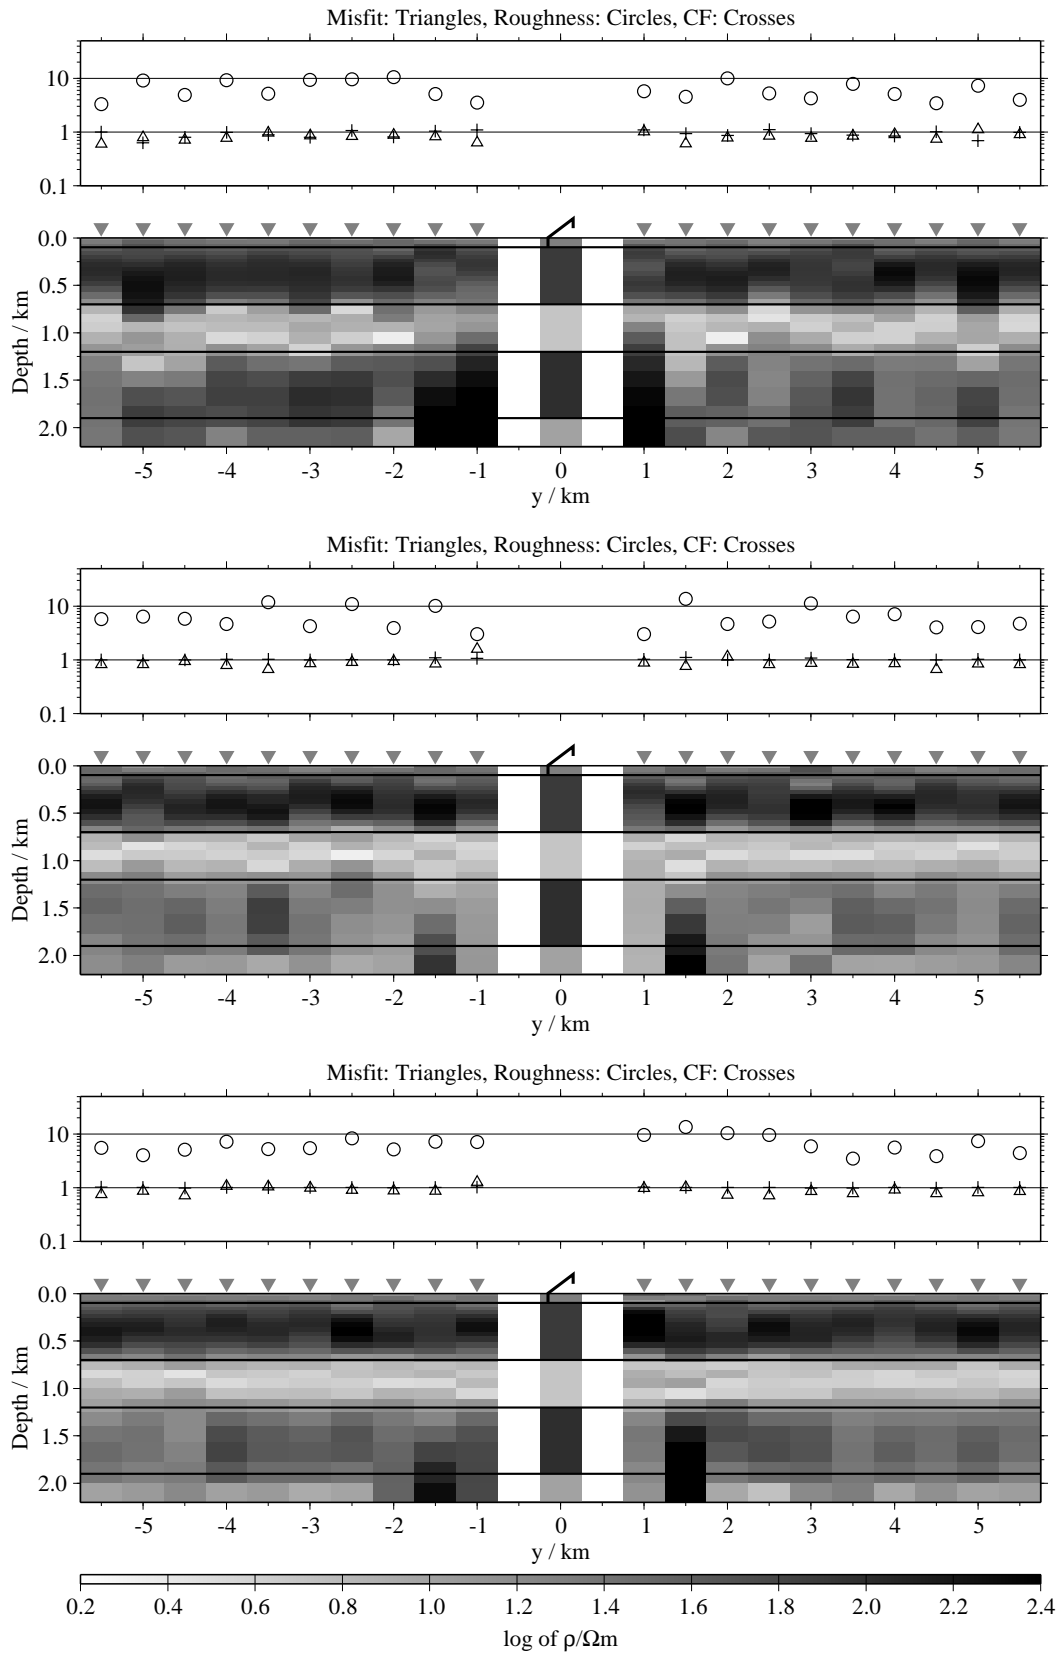 Misfit: Triangles, Roughness: Circles, CF: Crosses
10
1
0.1
0.0
0.5
1.0
1.5
2.0
Depth / km
-5 -4 -3 -2 -1 0 1 2 3 4 5
y / km
Misfit: Triangles, Roughness: Circles, CF: Crosses
10
1
0.1
0.0
0.5
1.0
1.5
2.0
Depth / km
-5 -4 -3 -2 -1 0 1 2 3 4 5
y / km
Misfit: Triangles, Roughness: Circles, CF: Crosses
10
1
0.1
0.0
0.5
1.0
1.5
2.0
Depth / km
-5 -4 -3 -2 -1 0 1 2 3 4 5
y / km
0.2 0.4 0.6 0.8 1.0 1.2 1.4 1.6 1.8 2.0 2.2 2.4
log of ρ/Ωm